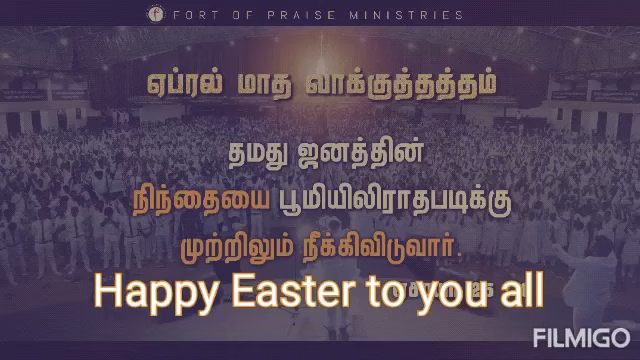 FORT OF PRAISE MINISTRIES
ஏப்ரல் மாத வாக்குத்தத்தம்
தமது ஜனத்தின்
நிந்தையை பூமியிலிராதபடிக்கு
முற்றிலும் நீக்கிவிடுவார்.
Happy Easter to you all
FILMIGO